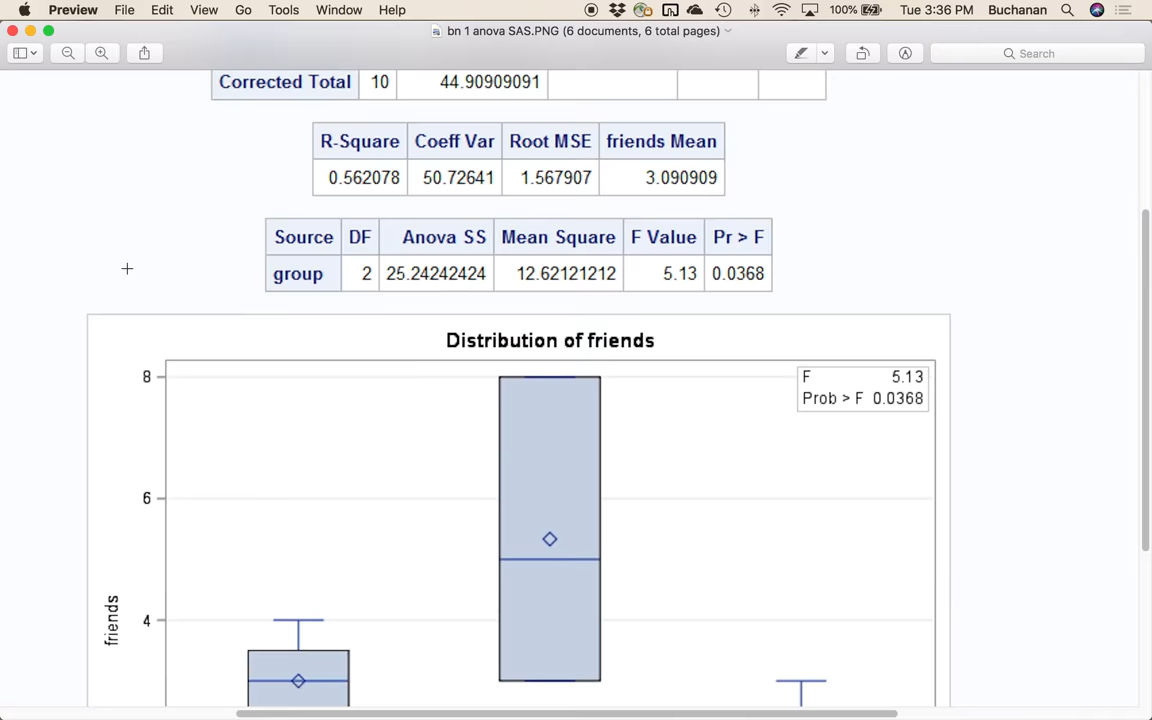 Preview File Edit View Go Tools Window Help 100% Tue 3:36 PM Buchanan
bn 1 anova SAS.PNG (6 documents, 6 total pages)
Search
Corrected Total 10 44.90909091
R-Square Coeff Var Root MSE friends Mean
0.562078 50.72641 1.567907 3.090909
Source DF Anova SS Mean Square F Value Pr > F
group 2 25.24242424 12.62121212 5.13 0.0368
Distribution of friends
8
F 5.13
Prob > F 0.0368
6
friends
4